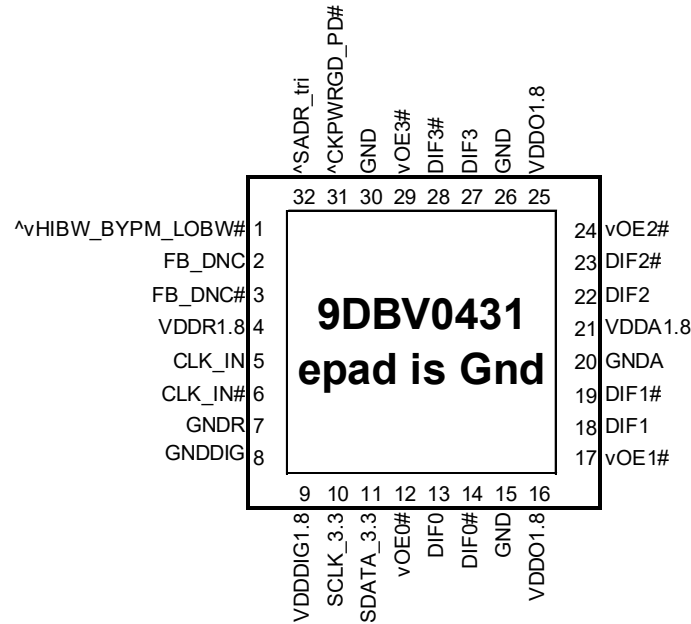 ^SADR_tri
^CKPWRGD_PD#
GND
vOE3#
DIF3#
DIF3
GND
VDDO1.8
32 31 30 29 28 27 26 25
^vHIBW_BYPM_LOBW# 1
FB_DNC 2
FB_DNC# 3
VDDR1.8 4
CLK_IN 5
CLK_IN# 6
GNDR 7
GNDDIG 8
9DBV0431
epad is Gnd
24 vOE2#
23 DIF2#
22 DIF2
21 VDDA1.8
20 GNDA
19 DIF1#
18 DIF1
17 vOE1#
9 10 11 12 13 14 15 16
VDDDIG1.8
SCLK_3.3
SDATA_3.3
vOE0#
DIF0
DIF0#
GND
VDDO1.8